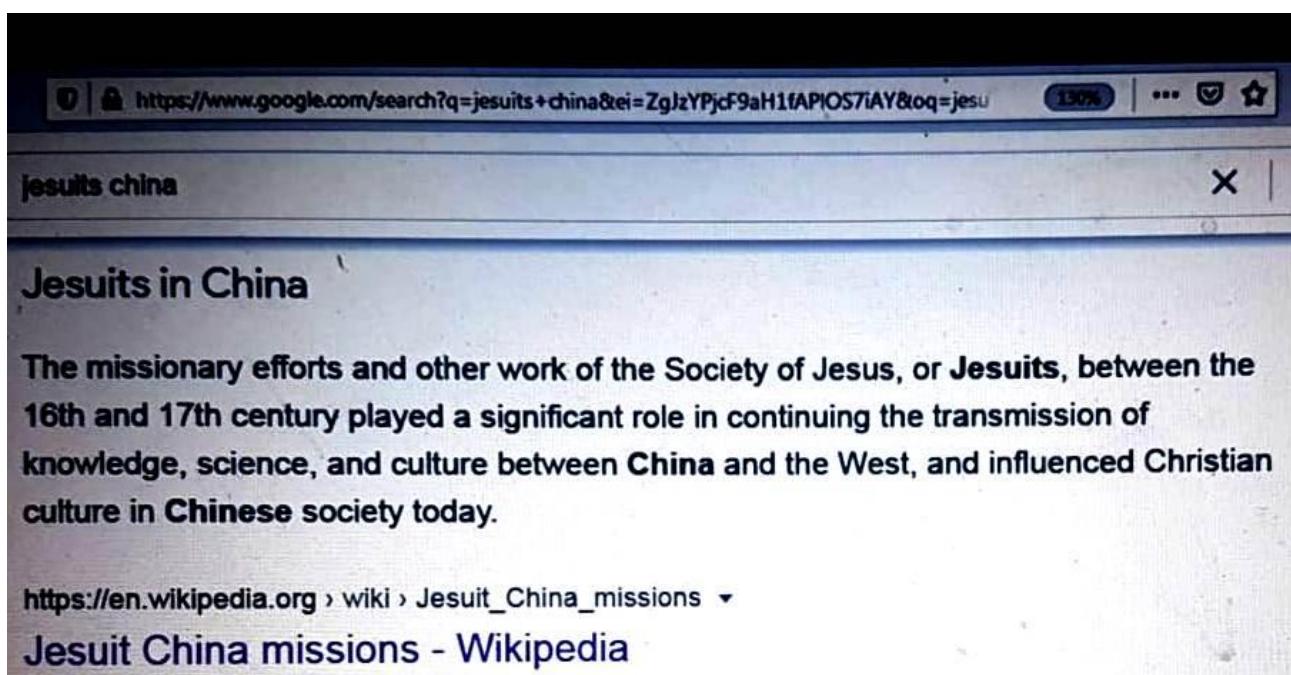 https://www.google.com/search?q=jesuits+china&ei=ZgJzYPjcF9aH1fAPlOS7iAY&oq=jesu 130%
jesuits china
Jesuits in China
The missionary efforts and other work of the Society of Jesus, or Jesuits, between the
16th and 17th century played a significant role in continuing the transmission of
knowledge, science, and culture between China and the West, and influenced Christian
culture in Chinese society today.
https://en.wikipedia.org › wiki › Jesuit_China_missions
Jesuit China missions - Wikipedia